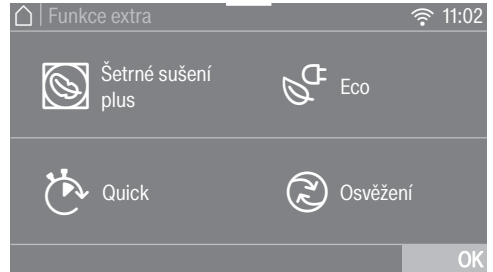 Funkce extra
11:02
Šetrné sušení
plus
Eco
Quick
Osvěžení
OK